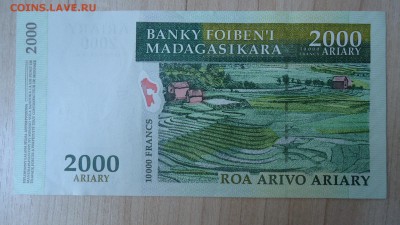 COINS.LAVE.RU
2000
BANKY FOIBEN'I
MADAGASIKARA
2000
ARIARY
10000
FRANCS
10000 FRANCS
2000
ARIARY
ROA ARIVO ARIARY